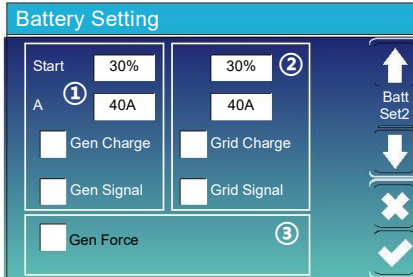 Battery Setting
Start 30% 30% ②
A ① 40A 40A
Gen Charge Grid Charge
Gen Signal Grid Signal
Gen Force ③
Batt
Set2